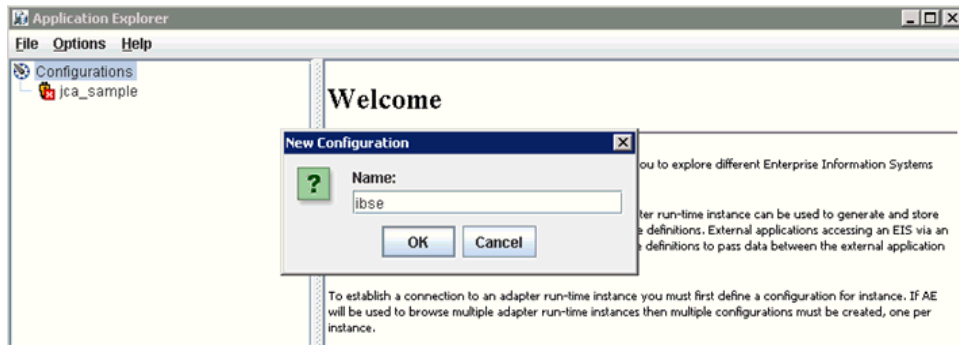 Application Explorer
File Options Help
Configurations
jca_sample
Welcome
New Configuration
Name:
ibse
OK Cancel
ou to explore different Enterprise Information Systems
ter run-time instance can be used to generate and store
e definitions. External applications accessing an EIS via an
e definitions to pass data between the external application
To establish a connection to an adapter run-time instance you must first define a configuration for instance. If AE
will be used to browse multiple adapter run-time instances then multiple configurations must be created, one per
instance.